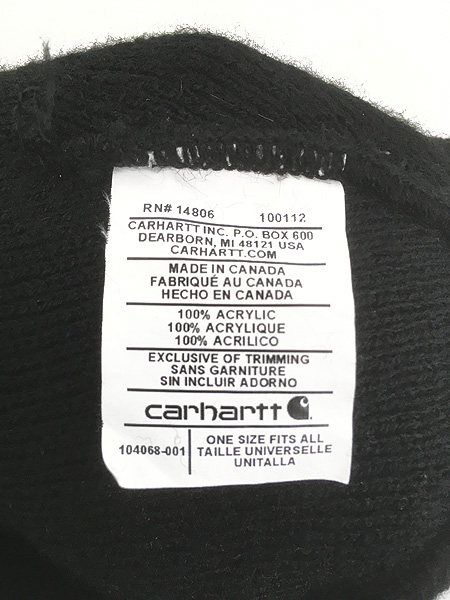 RN# 14806 100112
CARHARTT INC. P.O. BOX 600
DEARBORN, MI 48121 USA
CARHARTT.COM
MADE IN CANADA
FABRIQUÉ AU CANADA
HECHO EN CANADA
100% ACRYLIC
100% ACRYLIQUE
100% ACRILICO
EXCLUSIVE OF TRIMMING
SANS GARNITURE
SIN INCLUIR ADORNO
carhartt
104068-001
ONE SIZE FITS ALL
TAILLE UNIVERSELLE
UNITALLA